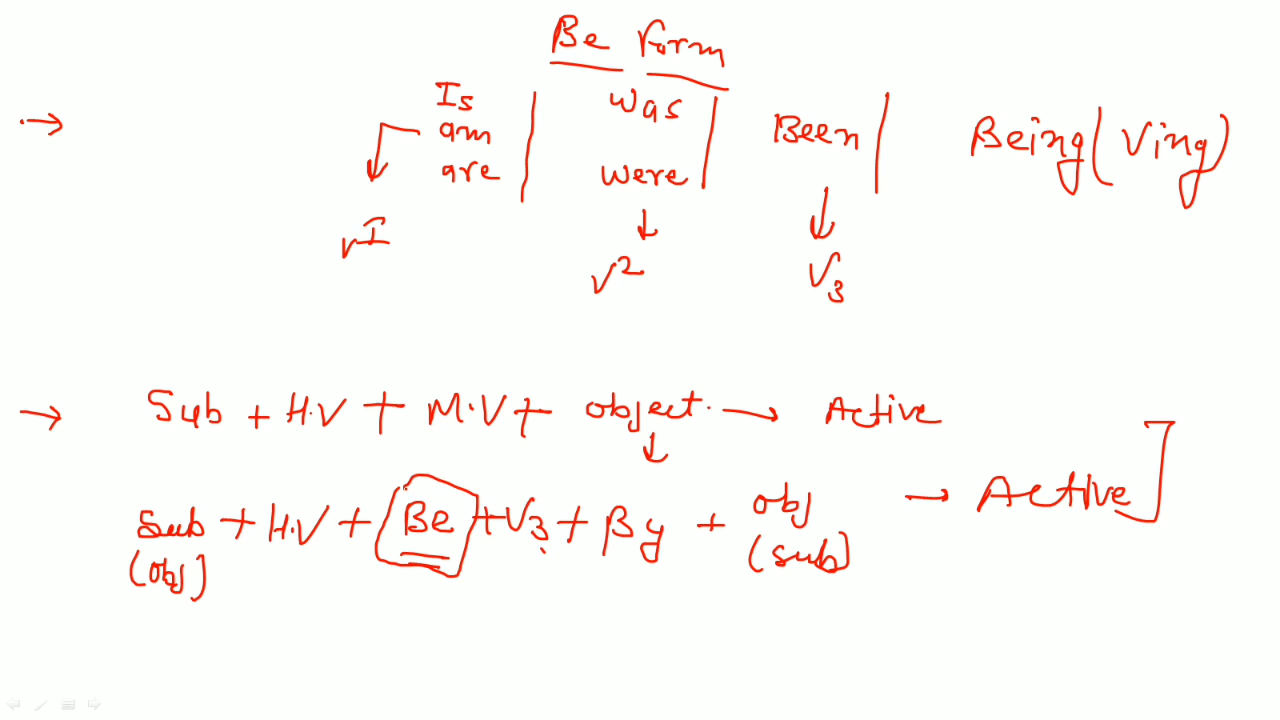 Be Form
→ Is am are | was were | Been | Being (Ving)
↓ V1 ↓ V2 ↓ V3
→ Sub + H.V + M.V + object. → Active
↓
Sub (obj) + H.V + Be + V3 + By + obj (sub) → Active ]